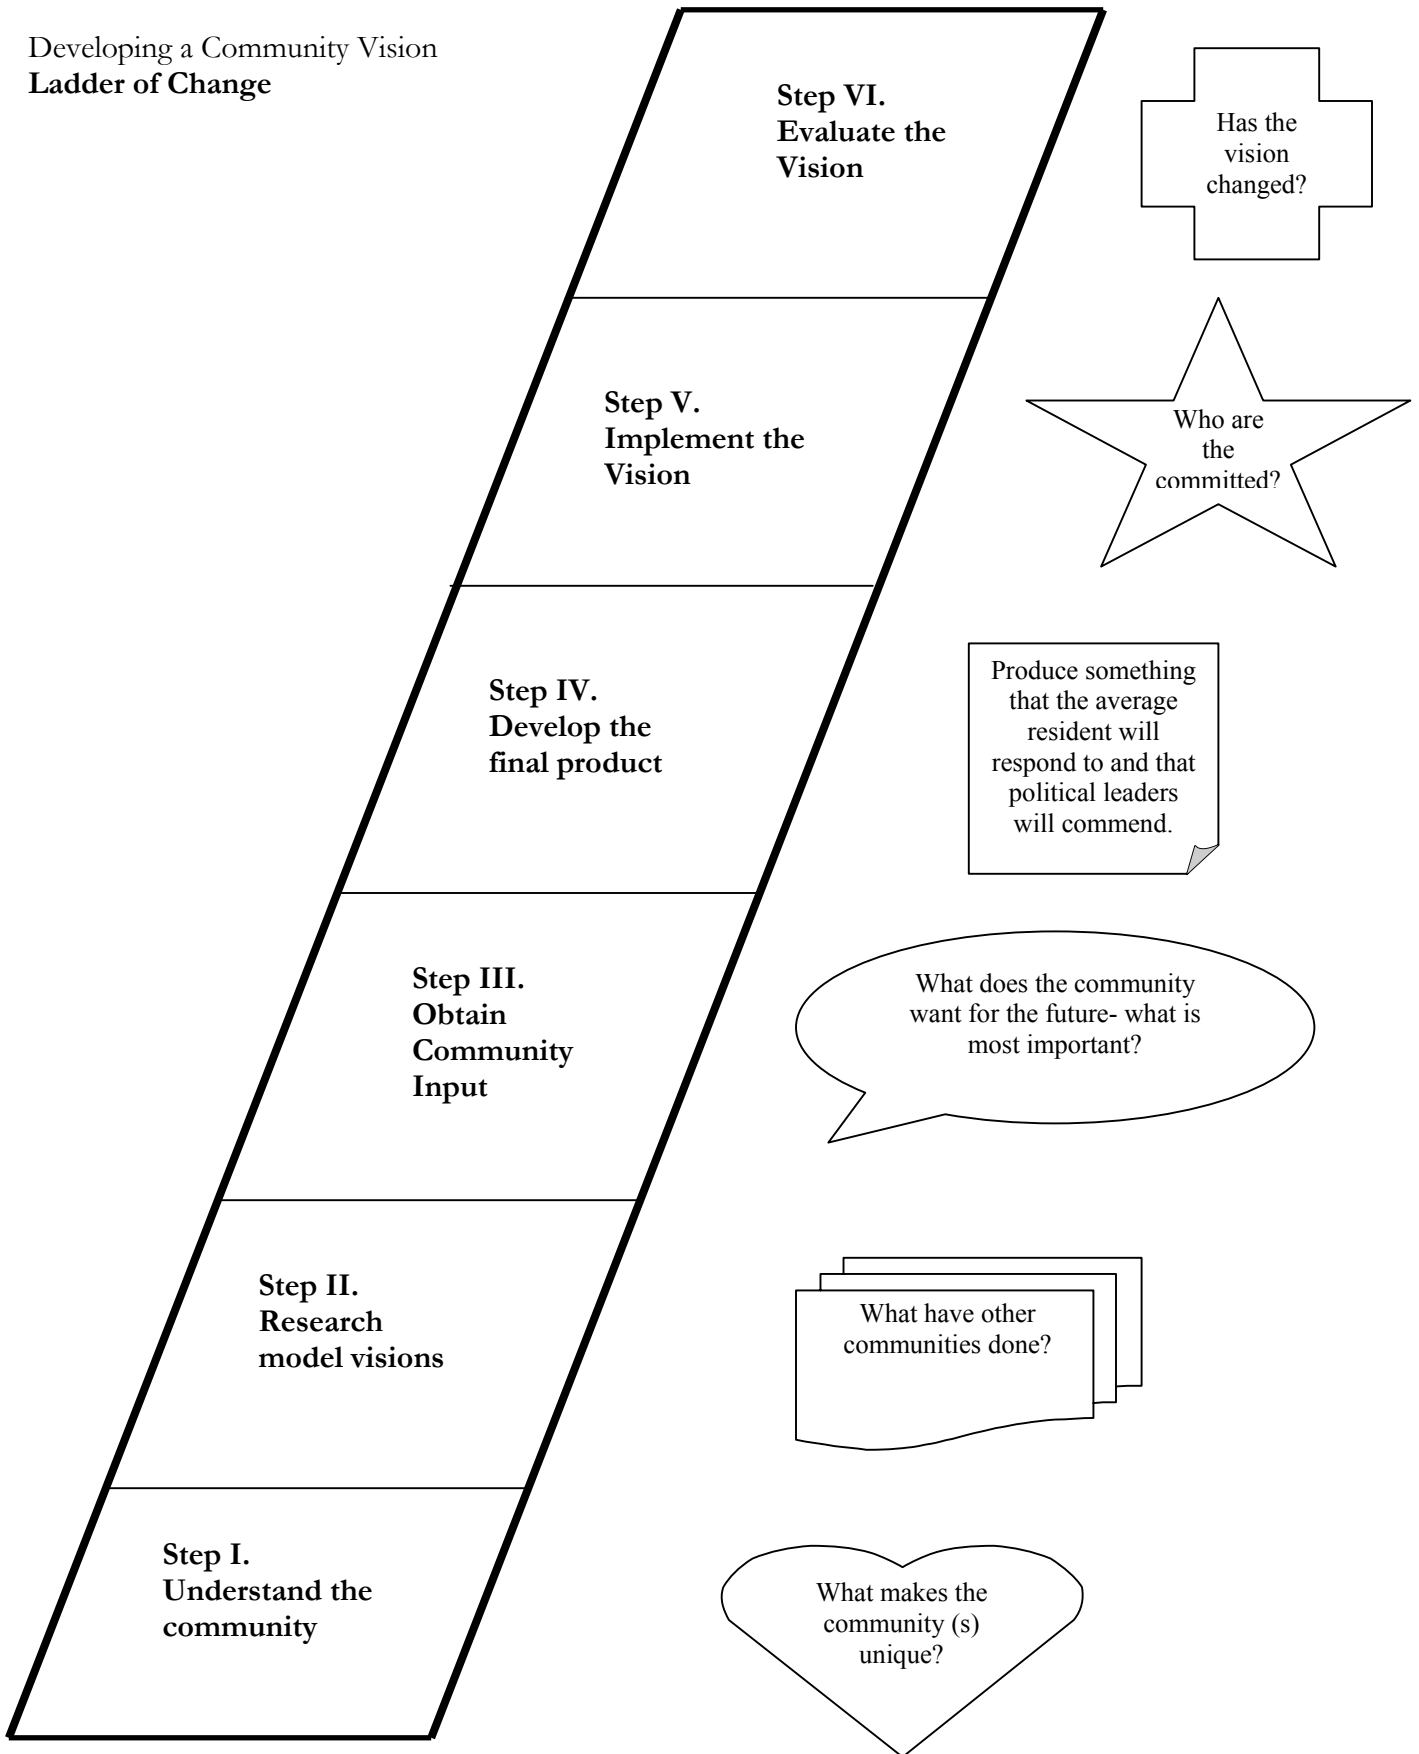 Developing a Community Vision
Ladder of Change
Step VI.
Evaluate the
Vision
Has the
vision
changed?
Step V.
Implement the
Vision
Who are
the
committed?
Step IV.
Develop the
final product
Produce something
that the average
resident will
respond to and that
political leaders
will commend.
Step III.
Obtain
Community
Input
What does the community
want for the future- what is
most important?
Step II.
Research
model visions
What have other
communities done?
Step I.
Understand the
community
What makes the
community (s)
unique?